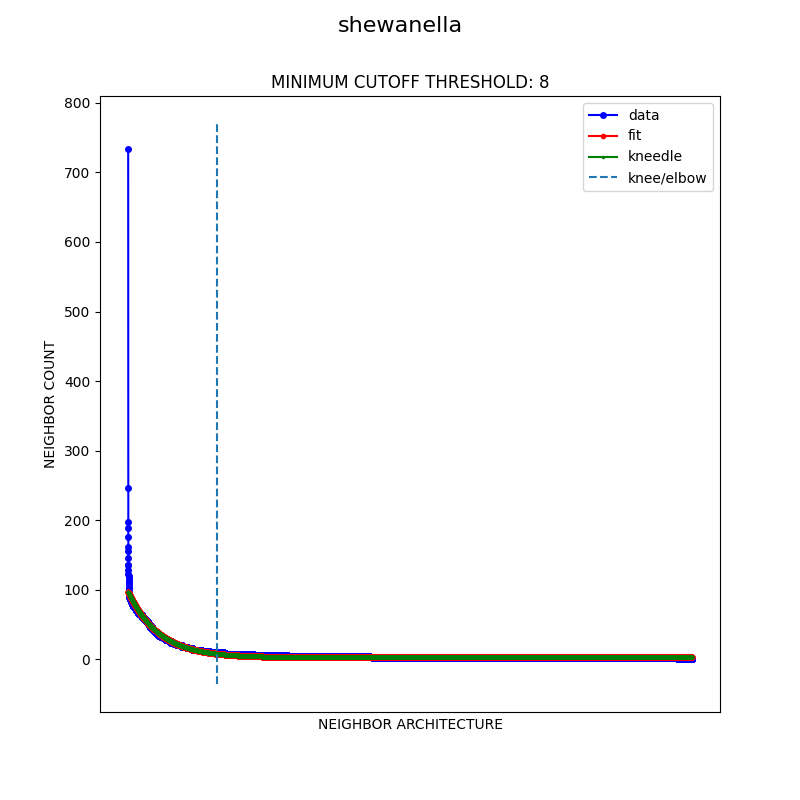 shewanella
MINIMUM CUTOFF THRESHOLD: 8
data
fit
kneedle
knee/elbow
800
700
600
500
400
300
200
100
0
NEIGHBOR COUNT
NEIGHBOR ARCHITECTURE